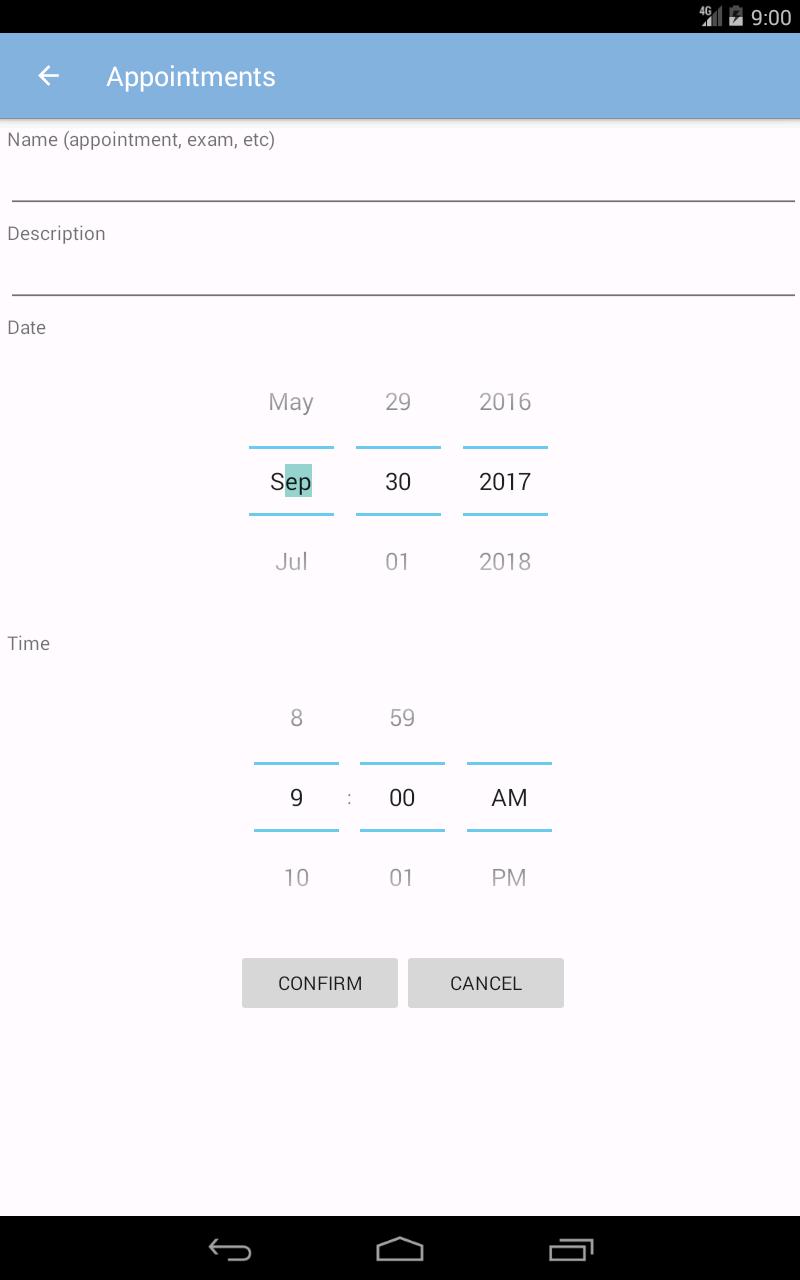 4G 9:00
Appointments
Name (appointment, exam, etc)
Description
Date
May 29 2016
Sep 30 2017
Jul 01 2018
Time
8 59
9 : 00 AM
10 01 PM
CONFIRM CANCEL